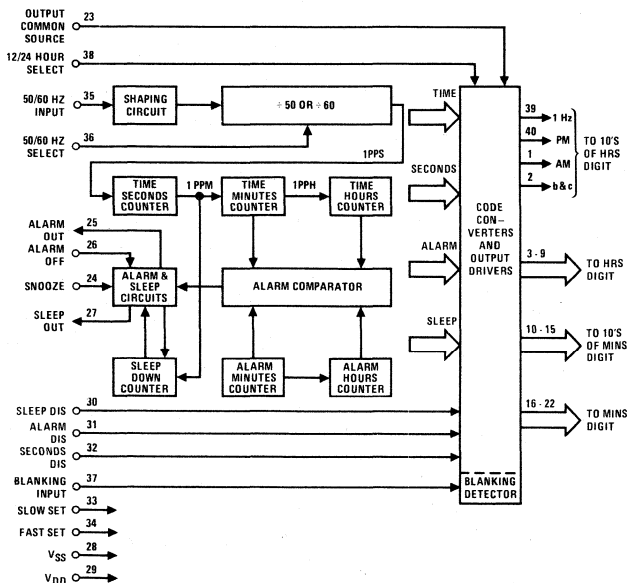 OUTPUT
COMMON
SOURCE
23
12/24 HOUR
SELECT
38
50/60 HZ
INPUT
35
SHAPING
CIRCUIT
÷ 50 OR ÷ 60
50/60 HZ
SELECT
36
1PPS
TIME
SECONDS
COUNTER
1 PPM
TIME
MINUTES
COUNTER
1PPH
TIME
HOURS
COUNTER
ALARM
OUT
25
ALARM
OFF
26
SNOOZE
24
SLEEP
OUT
27
ALARM &
SLEEP
CIRCUITS
ALARM COMPARATOR
SLEEP
DOWN
COUNTER
ALARM
MINUTES
COUNTER
ALARM
HOURS
COUNTER
TIME
SECONDS
ALARM
SLEEP
CODE
CON-
VERTERS
AND
OUTPUT
DRIVERS
BLANKING
DETECTOR
39
1 Hz
40
PM
1
AM
2
b & c
TO 10'S
OF HRS
DIGIT
3 - 9
TO HRS
DIGIT
10 - 15
TO 10'S
OF MINS
DIGIT
16 - 22
TO MINS
DIGIT
SLEEP DIS
30
ALARM
DIS
31
SECONDS
DIS
32
BLANKING
INPUT
37
SLOW SET
33
FAST SET
34
VSS
28
VDD
29